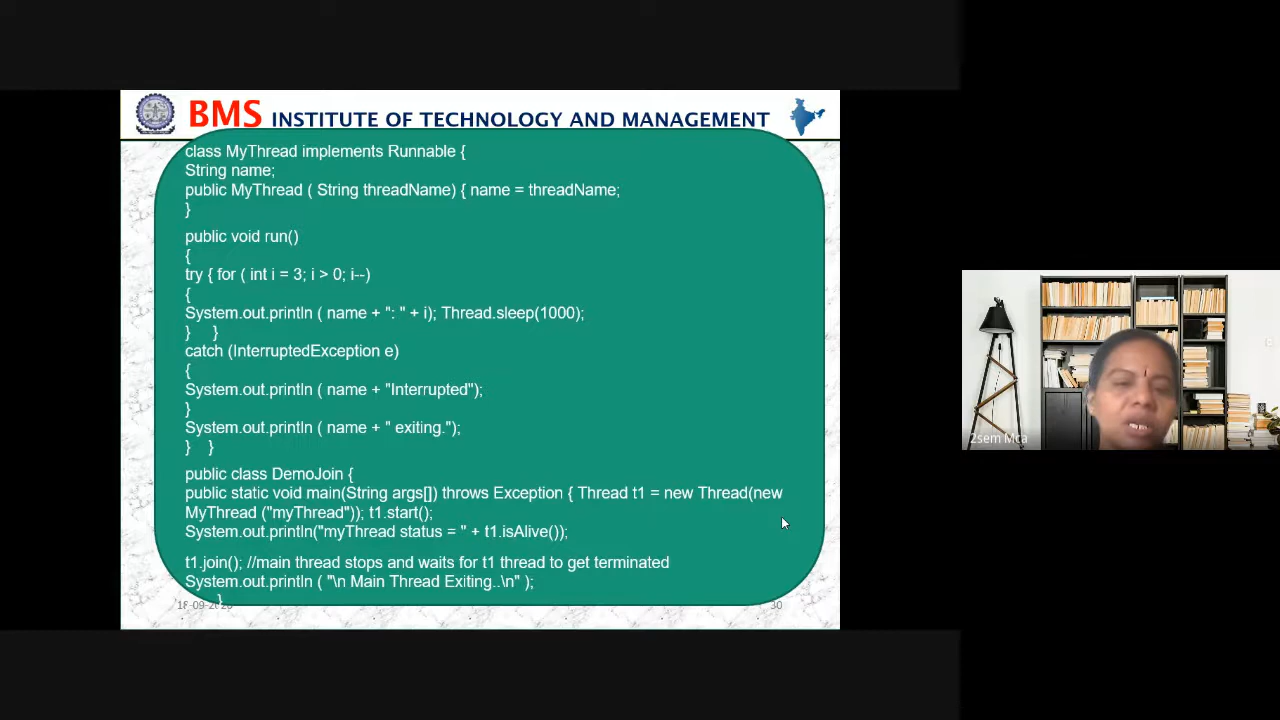 BMS INSTITUTE OF TECHNOLOGY AND MANAGEMENT
class MyThread implements Runnable {
String name;
public MyThread ( String threadName) { name = threadName;
}
public void run()
{
try { for ( int i = 3; i > 0; i--)
{
System.out.println ( name + ": " + i); Thread.sleep(1000);
} }
catch (InterruptedException e)
{
System.out.println ( name + "Interrupted");
}
System.out.println ( name + " exiting.");
} }
public class DemoJoin {
public static void main(String args[]) throws Exception { Thread t1 = new Thread(new
MyThread ("myThread")); t1.start();
System.out.println("myThread status = " + t1.isAlive());
t1.join(); //main thread stops and waits for t1 thread to get terminated
System.out.println ( "\n Main Thread Exiting..\n" );
}
30
2sem Mca